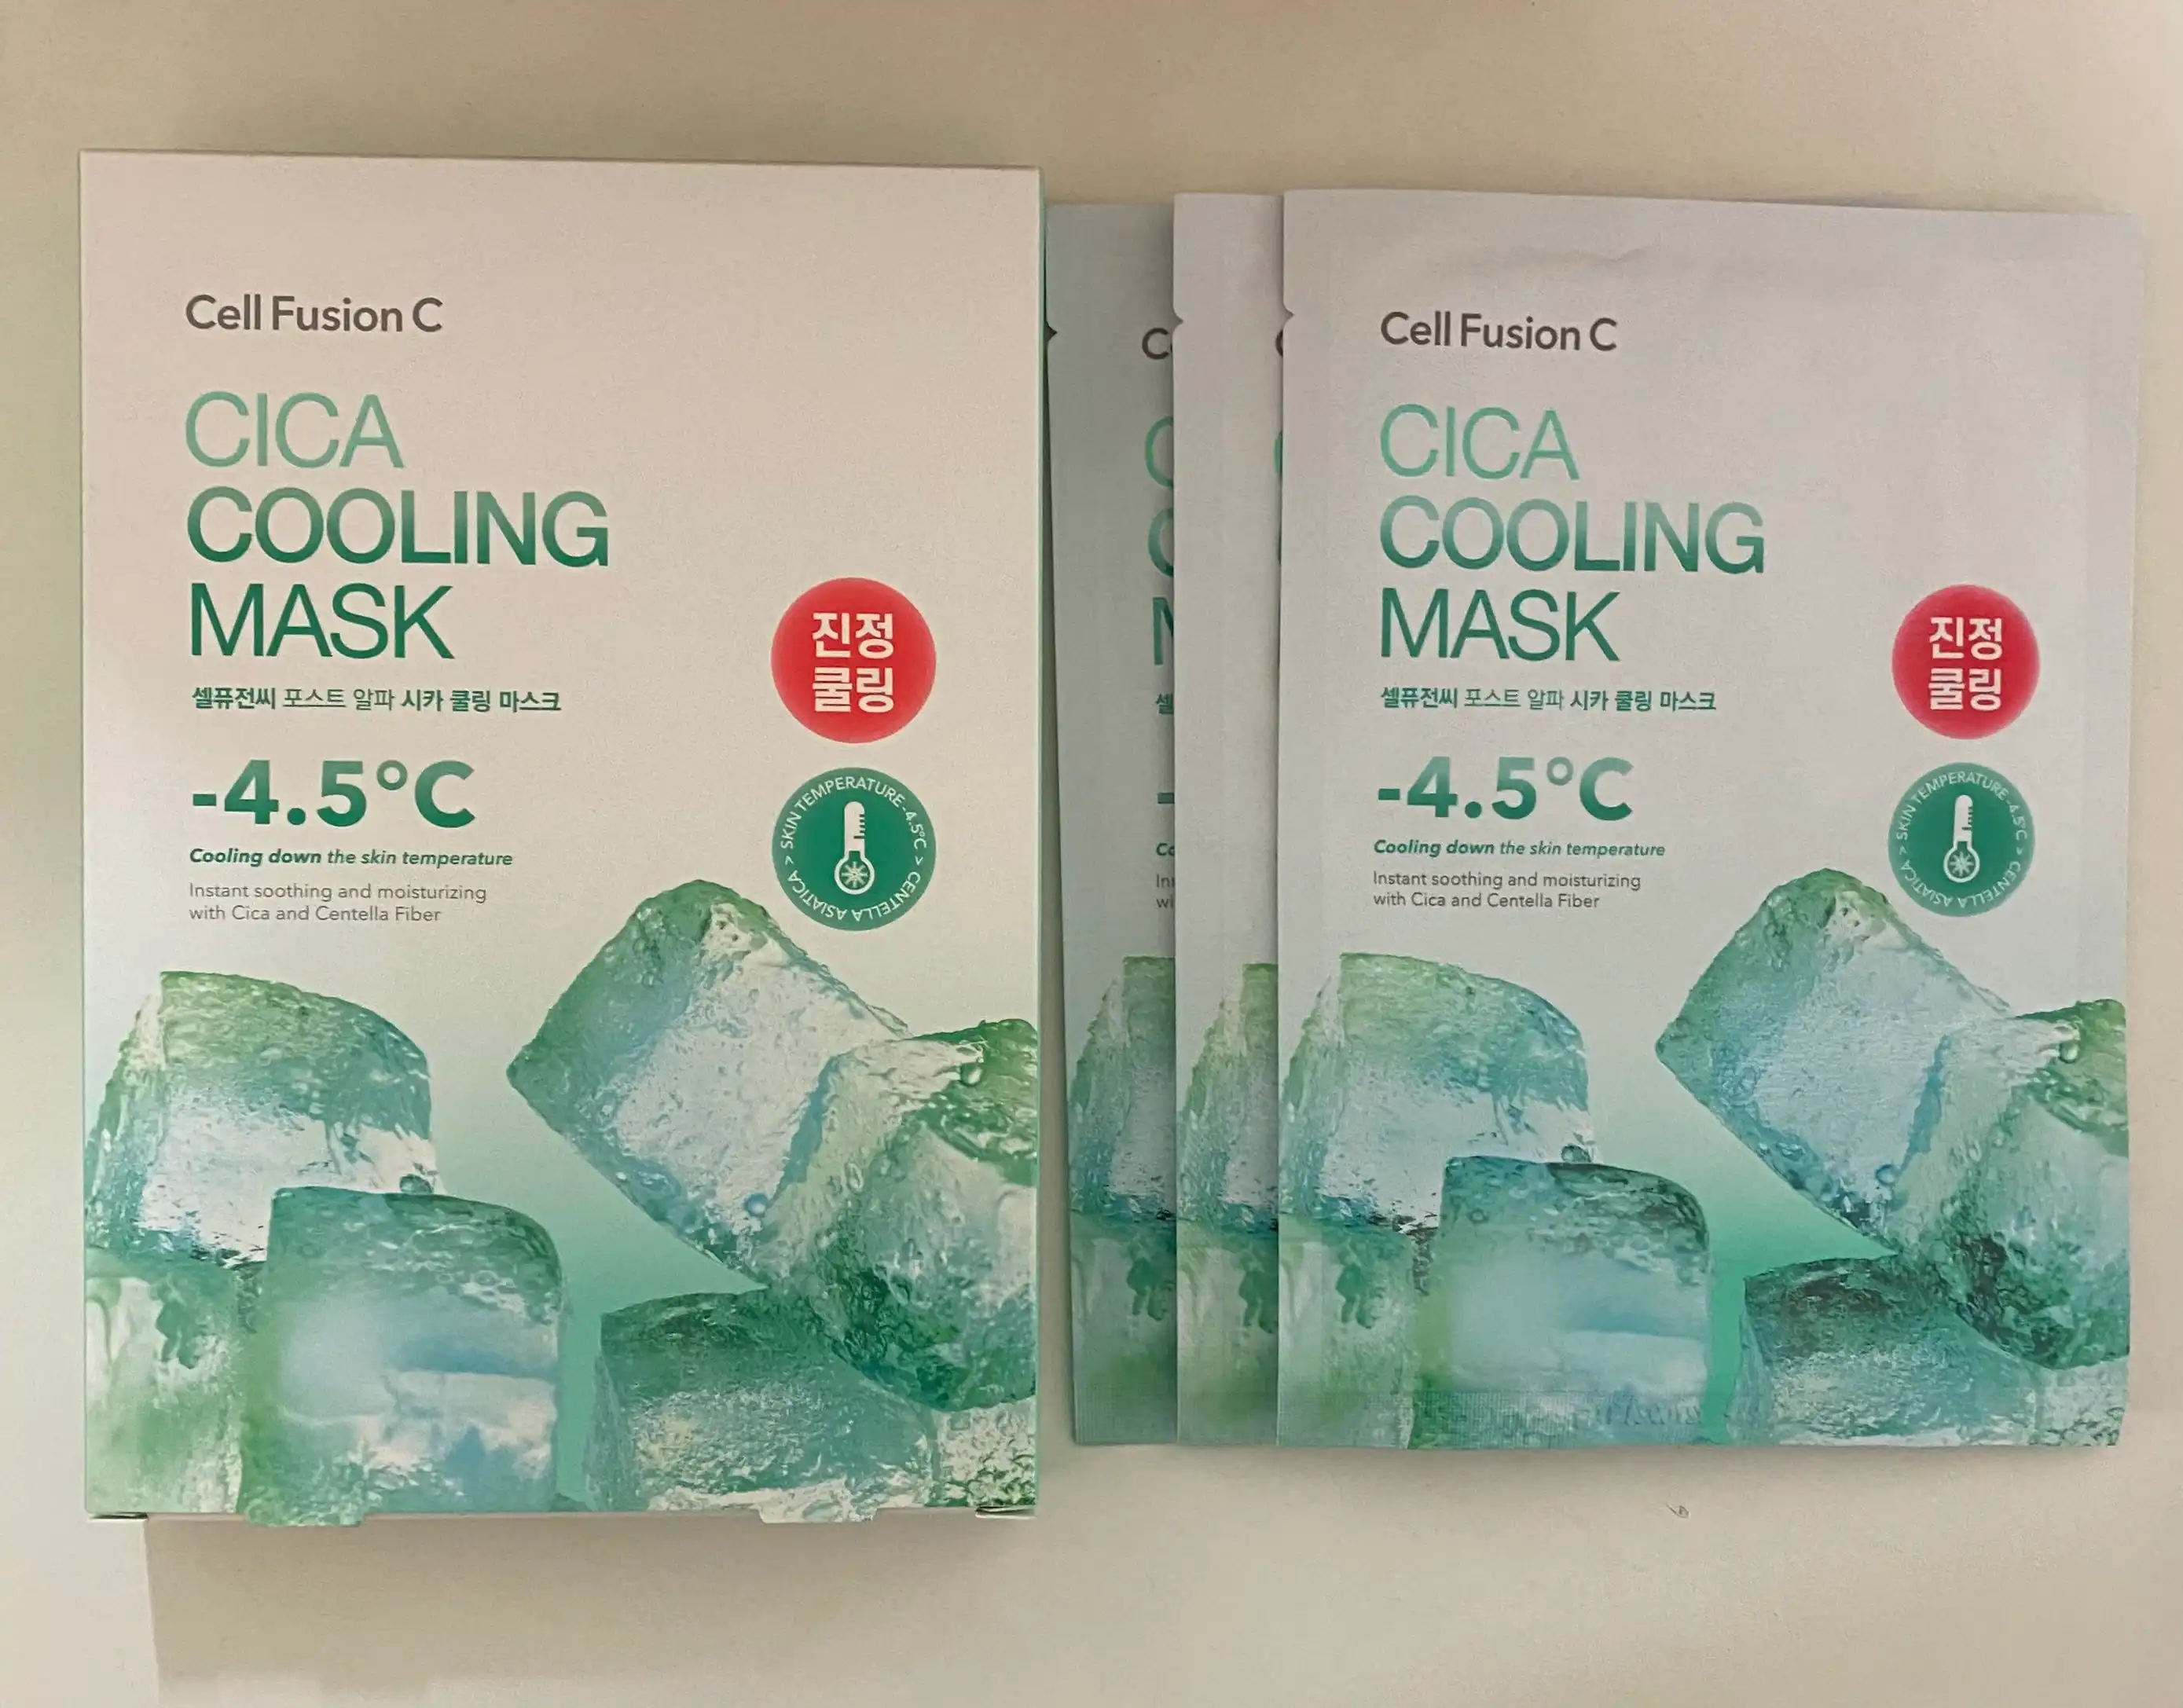 Cell Fusion C
CICA
COOLING
MASK
셀퓨전씨 포스트 알파 시카 쿨링 마스크
-4.5°C
Cooling down the skin temperature
Instant soothing and moisturizing
with Cica and Centella Fiber
진정
쿨링
SKIN TEMPERATURE -4.5°C > CENTELLA ASIATICA >
Cell Fusion C
CICA
COOLING
MASK
셀퓨전씨 포스트 알파 시카 쿨링 마스크
-4.5°C
Cooling down the skin temperature
Instant soothing and moisturizing
with Cica and Centella Fiber
진정
쿨링
SKIN TEMPERATURE -4.5°C > CENTELLA ASIATICA >